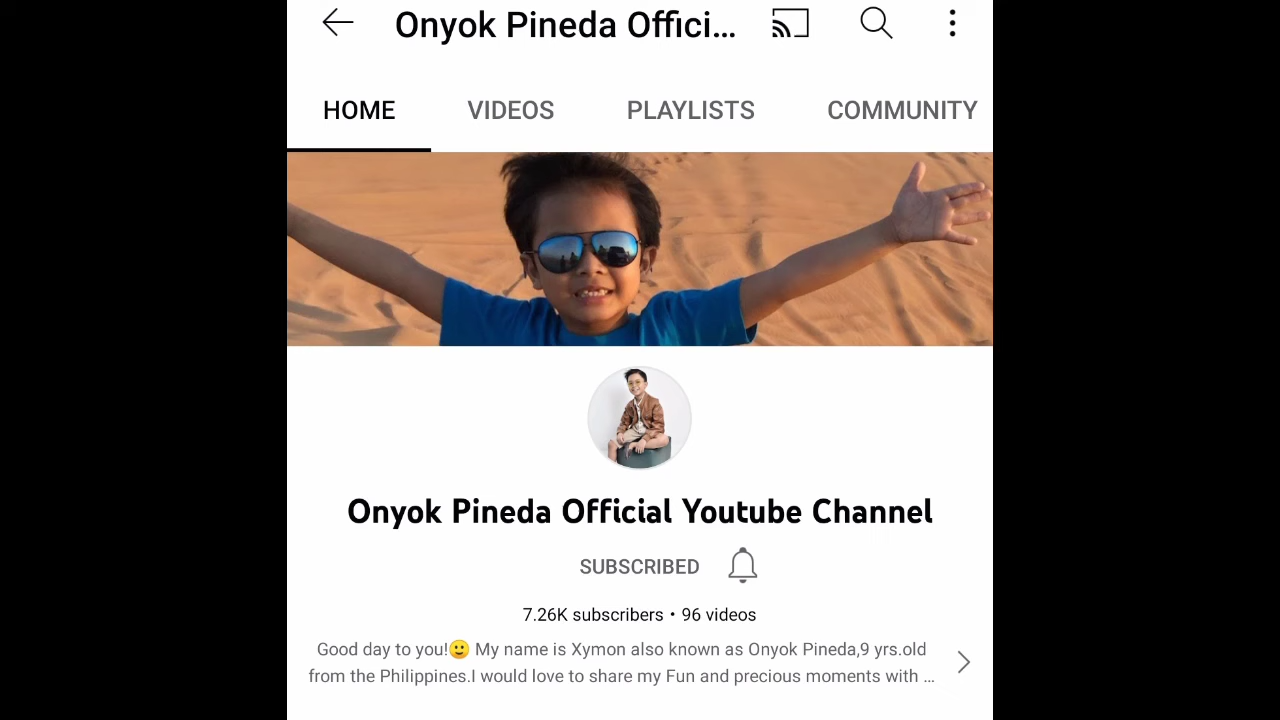 Onyok Pineda Offici...
HOME VIDEOS PLAYLISTS COMMUNITY
Onyok Pineda Official Youtube Channel
SUBSCRIBED
7.26K subscribers • 96 videos
Good day to you!🙂 My name is Xymon also known as Onyok Pineda,9 yrs.old
from the Philippines.I would love to share my Fun and precious moments with ...